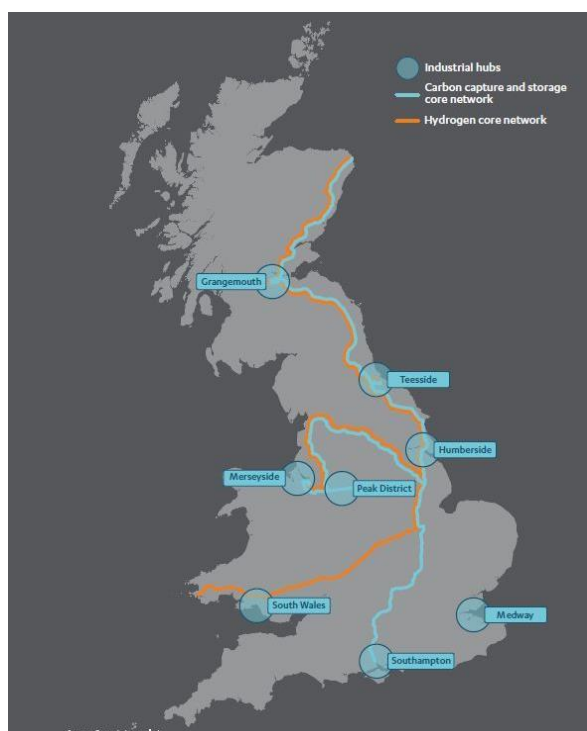 Industrial hubs
Carbon capture and storage
core network
Hydrogen core network
Grangemouth
Teesside
Humberside
Merseyside
Peak District
South Wales
Medway
Southampton